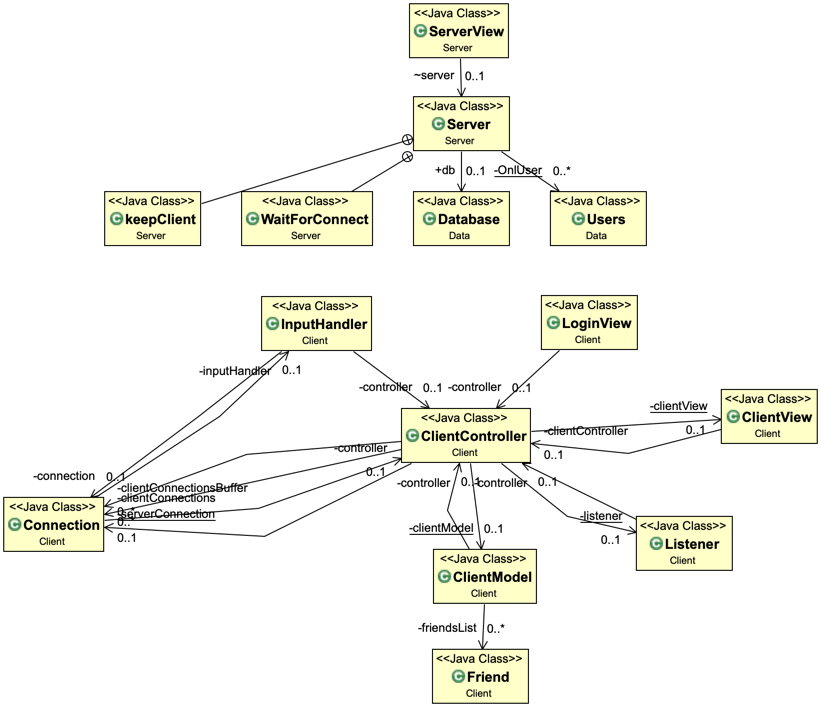 <<Java Class>>
C ServerView
Server
~server 0..1
<<Java Class>>
C Server
Server
+db 0..1 -OnlUser 0..*
<<Java Class>>
C keepClient
Server
<<Java Class>>
C WaitForConnect
Server
<<Java Class>>
C Database
Data
<<Java Class>>
C Users
Data
<<Java Class>>
C InputHandler
Client
<<Java Class>>
C LoginView
Client
-inputHandler 0..1
-controller 0..1
-controller 0..1
<<Java Class>>
C ClientController
Client
-clientView
0..1
-clientController
0..1
<<Java Class>>
C ClientView
Client
-controller
0..1
-connection 0..1
-clientConnectionsBuffer
-clientConnections
0..*
0..*
-serverConnection
0..1
<<Java Class>>
C Connection
Client
-controller 0..1
-controller 0..1
-clientModel 0..1
-listener
0..1
<<Java Class>>
C Listener
Client
<<Java Class>>
C ClientModel
Client
-friendsList 0..*
<<Java Class>>
C Friend
Client